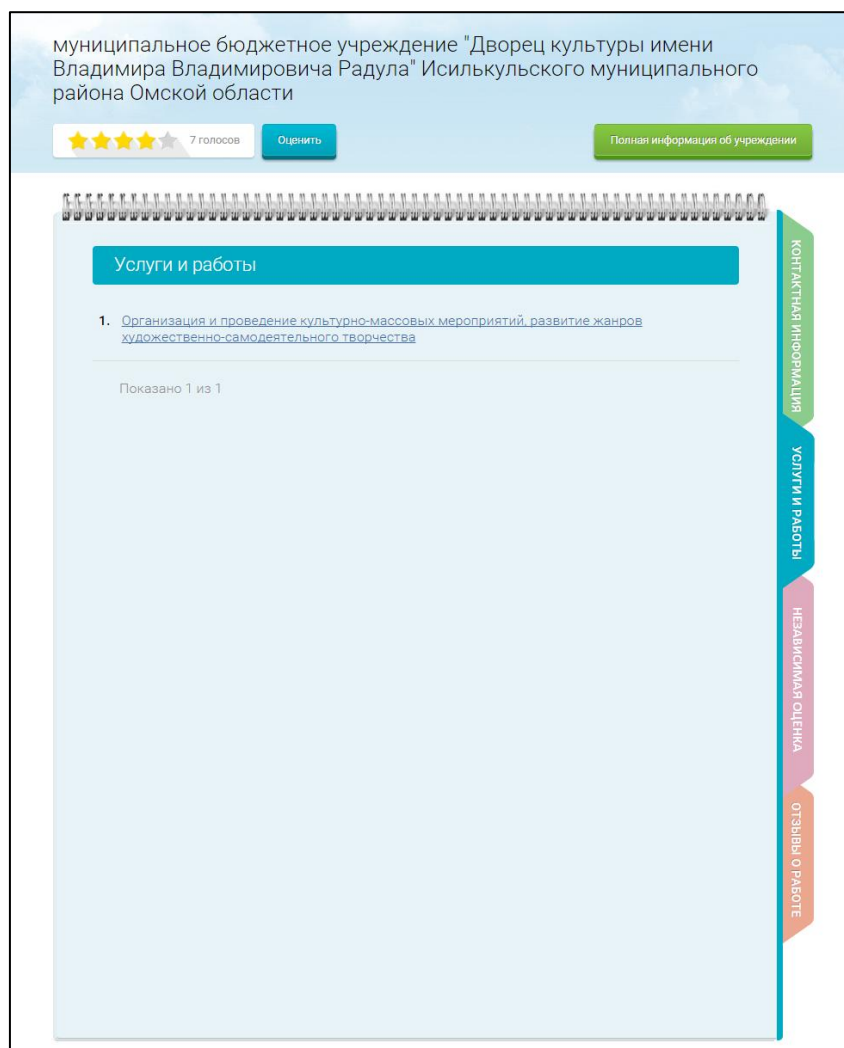 муниципальное бюджетное учреждение "Дворец культуры имени
Владимира Владимировича Радула" Исилькульского муниципального
района Омской области
7 голосов
Оценить
Полная информация об учреждении
Услуги и работы
1. Организация и проведение культурно-массовых мероприятий, развитие жанров
художественно-самодеятельного творчества
Показано 1 из 1
КОНТАКТНАЯ ИНФОРМАЦИЯ
УСЛУГИ И РАБОТЫ
НЕЗАВИСИМАЯ ОЦЕНКА
ОТЗЫВЫ О РАБОТЕ